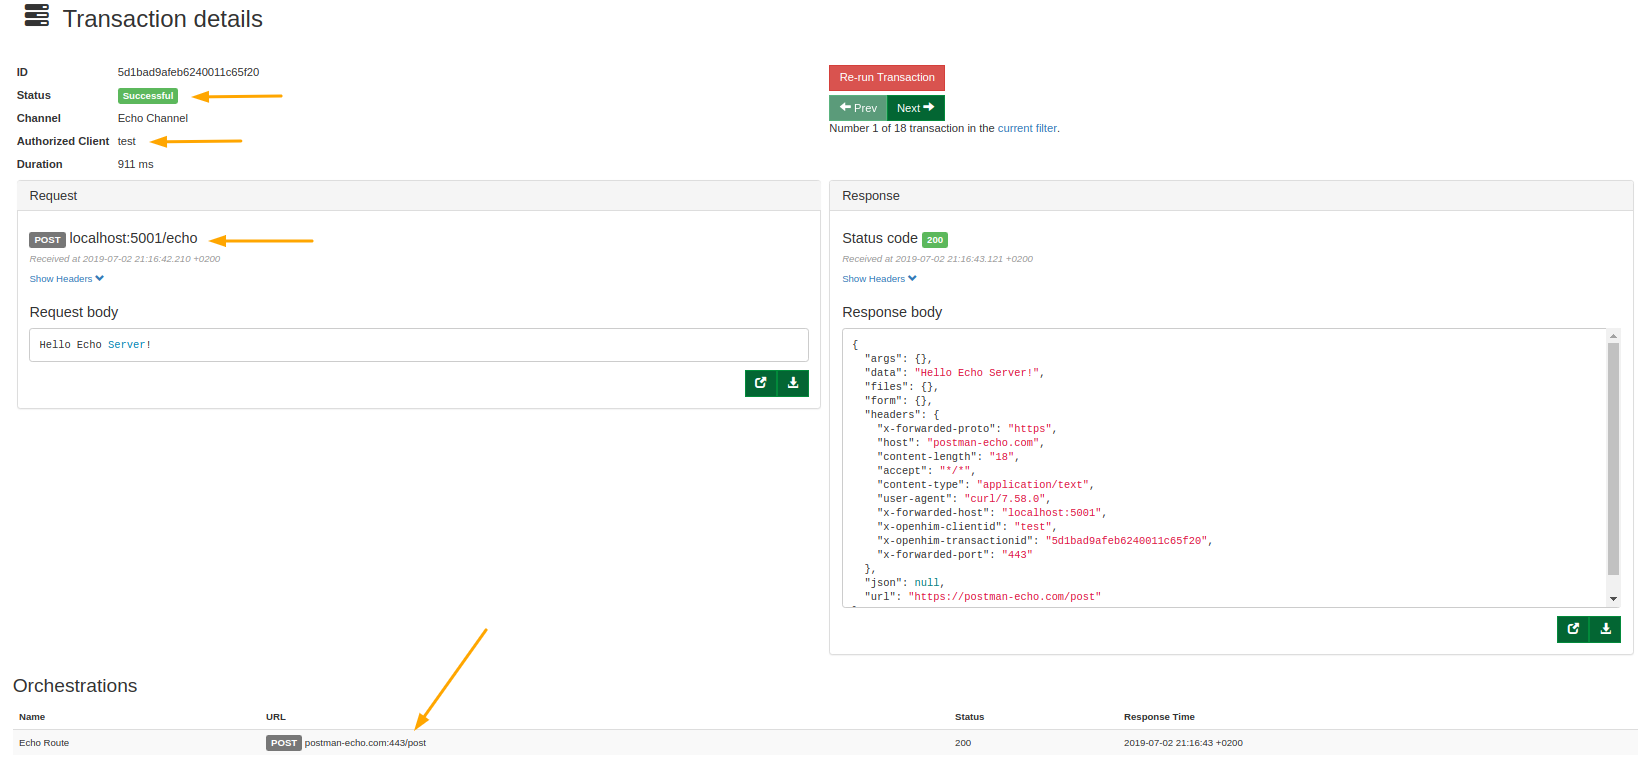 Transaction details
ID 5d1bad9afeb6240011c65f20
Status Successful
Channel Echo Channel
Authorized Client test
Duration 911 ms
Re-run Transaction
Prev Next
Number 1 of 18 transaction in the current filter.
Request
POST localhost:5001/echo
Received at 2019-07-02 21:16:42.210 +0200
Show Headers
Request body
Hello Echo Server!
Response
Status code 200
Received at 2019-07-02 21:16:43.121 +0200
Show Headers
Response body
{
"args": {},
"data": "Hello Echo Server!",
"files": {},
"form": {},
"headers": {
"x-forwarded-proto": "https",
"host": "postman-echo.com",
"content-length": "18",
"accept": "*/*",
"content-type": "application/text",
"user-agent": "curl/7.58.0",
"x-forwarded-host": "localhost:5001",
"x-openhim-clientid": "test",
"x-openhim-transactionid": "5d1bad9afeb6240011c65f20",
"x-forwarded-port": "443"
},
"json": null,
"url": "https://postman-echo.com/post"
Orchestrations
Name URL Status Response Time
Echo Route POST postman-echo.com:443/post 200 2019-07-02 21:16:43 +0200